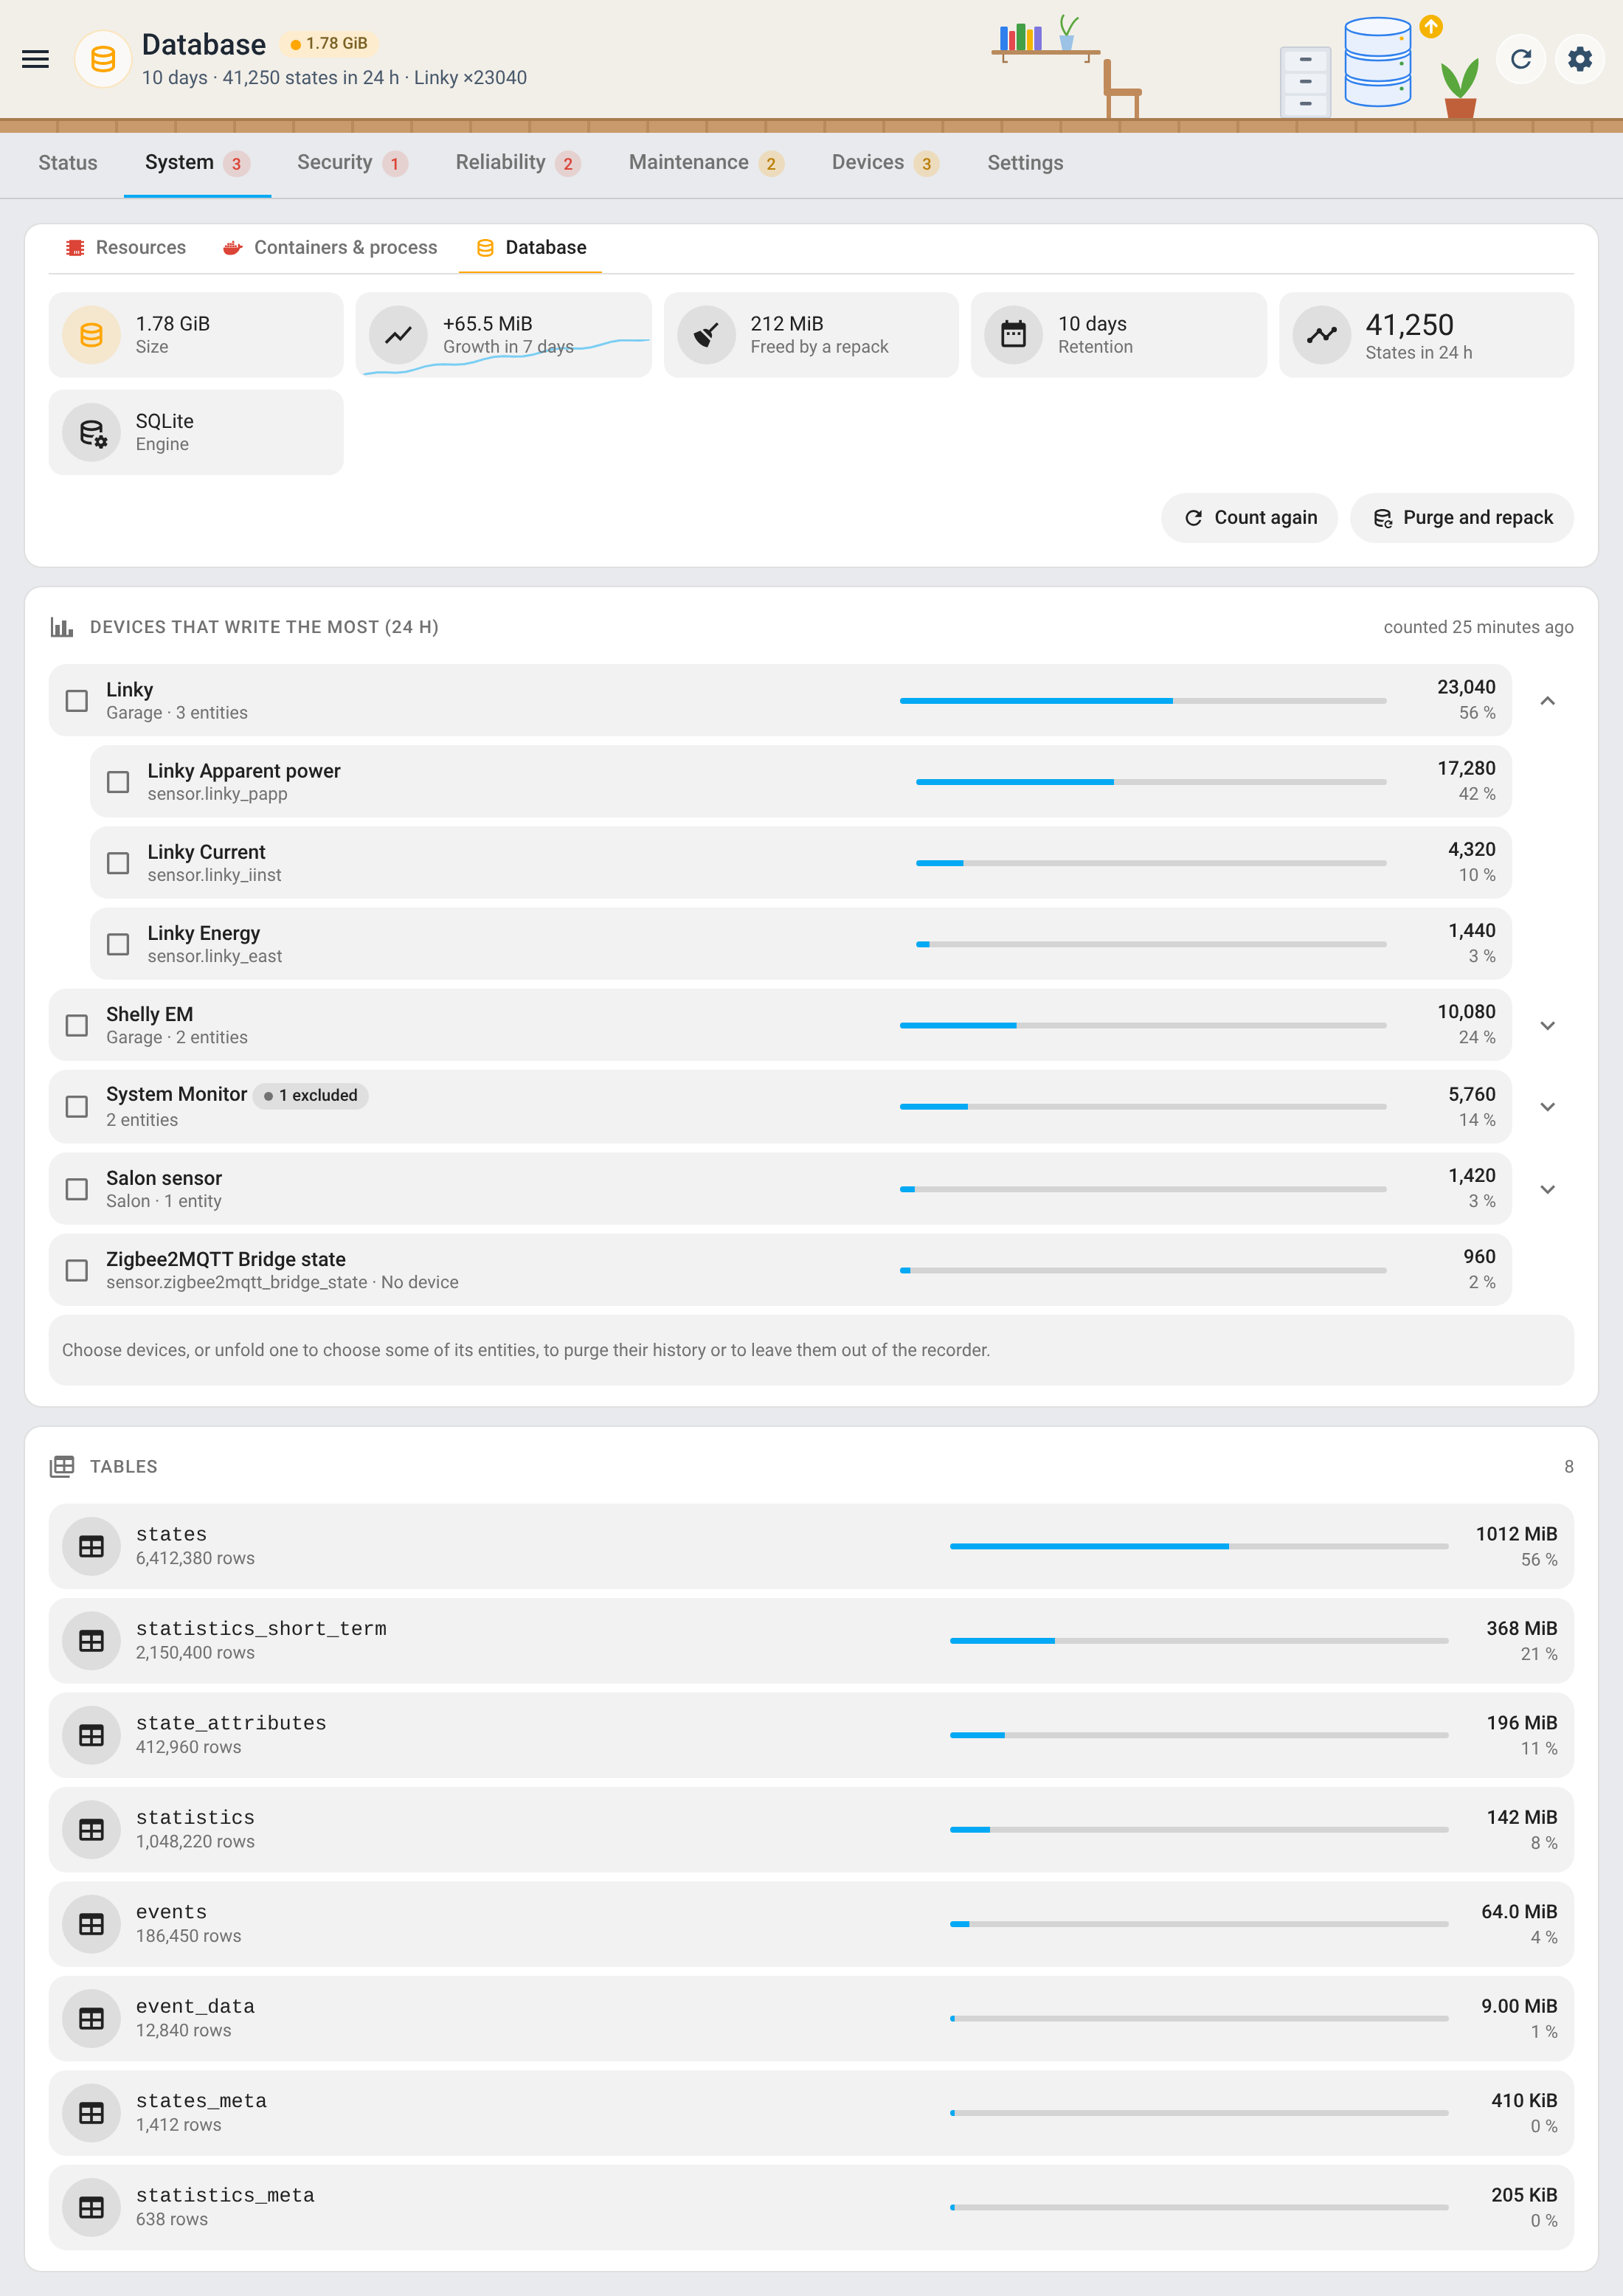 Database
1.78 GiB
10 days · 41,250 states in 24 h · Linky ×23040
Status
System 3
Security 1
Reliability 2
Maintenance 2
Devices 3
Settings
Resources
Containers & process
Database
1.78 GiB
Size
+65.5 MiB
Growth in 7 days
212 MiB
Freed by a repack
10 days
Retention
41,250
States in 24 h
SQLite
Engine
Count again
Purge and repack
DEVICES THAT WRITE THE MOST (24 H)
counted 25 minutes ago
Linky
Garage · 3 entities
23,040
56 %
Linky Apparent power
sensor.linky_papp
17,280
42 %
Linky Current
sensor.linky_iinst
4,320
10 %
Linky Energy
sensor.linky_east
1,440
3 %
Shelly EM
Garage · 2 entities
10,080
24 %
System Monitor
1 excluded
2 entities
5,760
14 %
Salon sensor
Salon · 1 entity
1,420
3 %
Zigbee2MQTT Bridge state
sensor.zigbee2mqtt_bridge_state · No device
960
2 %
Choose devices, or unfold one to choose some of its entities, to purge their history or to leave them out of the recorder.
TABLES
8
states
6,412,380 rows
1012 MiB
56 %
statistics_short_term
2,150,400 rows
368 MiB
21 %
state_attributes
412,960 rows
196 MiB
11 %
statistics
1,048,220 rows
142 MiB
8 %
events
186,450 rows
64.0 MiB
4 %
event_data
12,840 rows
9.00 MiB
1 %
states_meta
1,412 rows
410 KiB
0 %
statistics_meta
638 rows
205 KiB
0 %